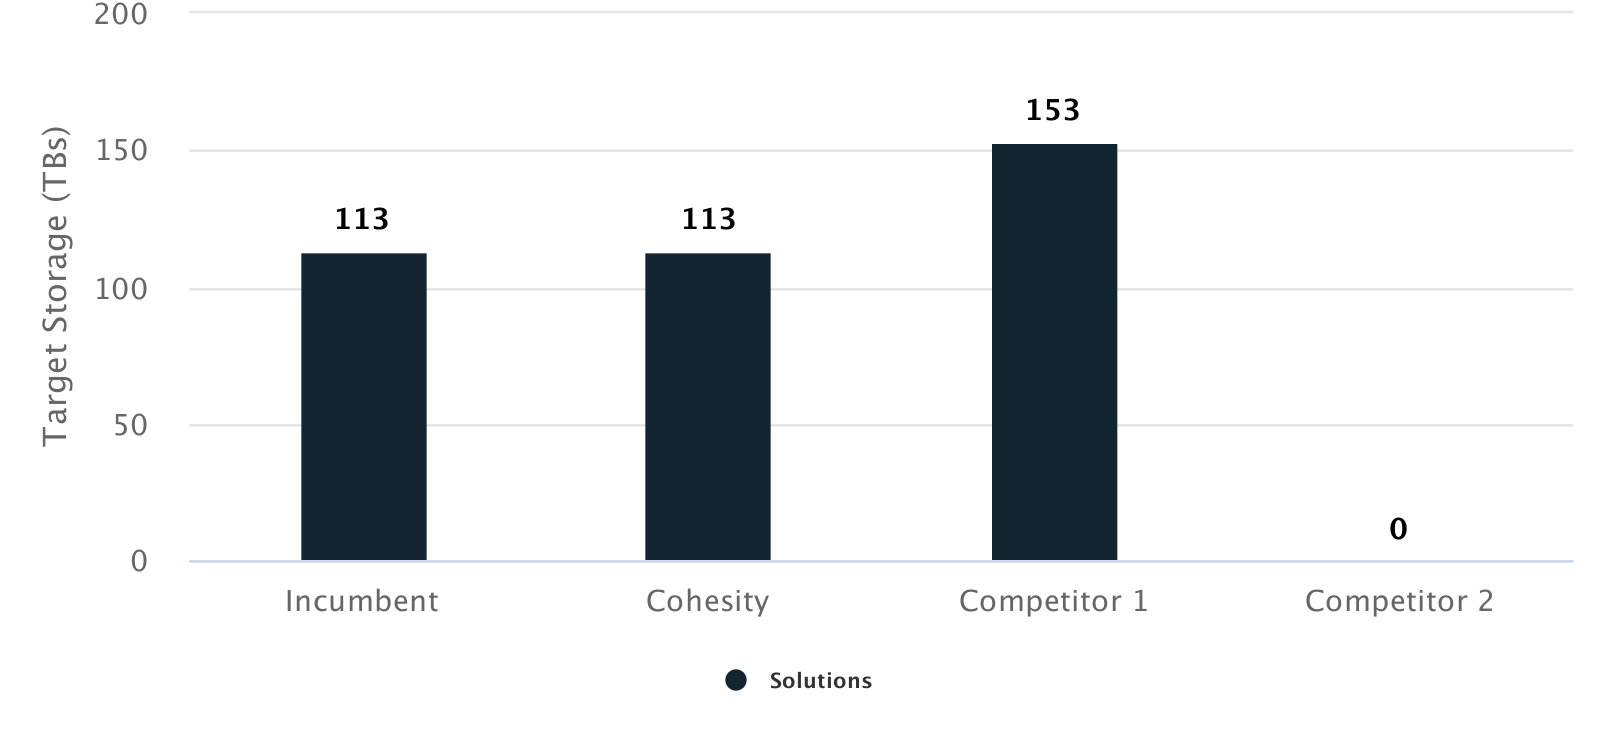 200
150
100
50
0
Target Storage (TBs)
113
113
153
0
Incumbent
Cohesity
Competitor 1
Competitor 2
Solutions